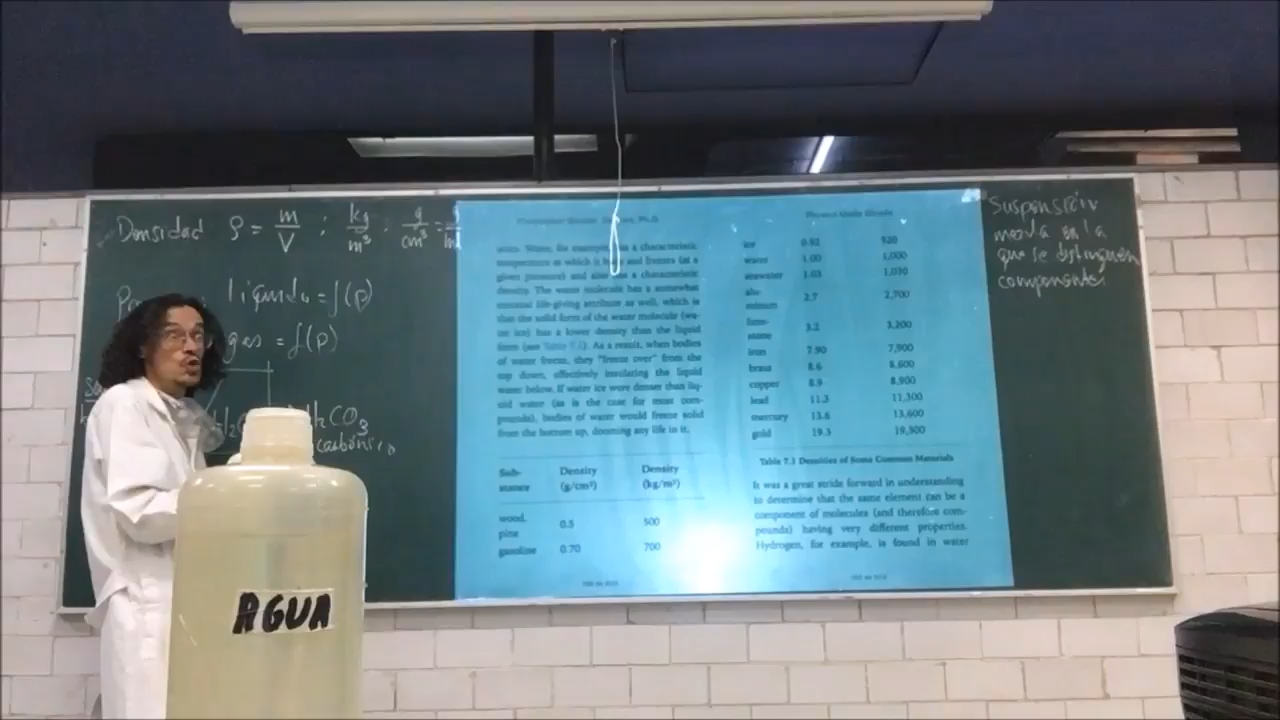 Densidad ρ = m/V ; kg/m³ ; g/cm³ =
líquido = f(p)
gas = f(p)
H₂CO₃
carbónico
AGUA
water. Water, for example, has a characteristic
temperature at which it and freezes (at a
given pressure) and also has a characteristic
density. The water molecule has a somewhat
unusual life-giving attribute as well, which is
that the solid form of the water molecule (wa-
ter ice) has a lower density than the liquid
form (see Table 7.1). As a result, when bodies
of water freeze, they "freeze over" from the
top down, effectively insulating the liquid
water below. If water ice were denser than liq-
uid water (as is the case for most com-
pounds), bodies of water would freeze solid
from the bottom up, dooming any life in it.
Sub-
stance Density (g/cm³) Density (kg/m³)
wood,
pine 0.5 500
gasoline 0.70 700
ice 0.92 920
water 1.00 1,000
seawater 1.03 1,030
alu-
minum 2.7 2,700
lime-
stone 3.2 3,200
iron 7.90 7,900
brass 8.6 8,600
copper 8.9 8,900
lead 11.3 11,300
mercury 13.6 13,600
gold 19.3 19,300
Table 7.1 Densities of Some Common Materials
It was a great stride forward in understanding
to determine that the same element can be a
component of molecules (and therefore com-
pounds) having very different properties.
Hydrogen, for example, is found in water
Suspensión
mezcla en la
que se distinguen
componentes